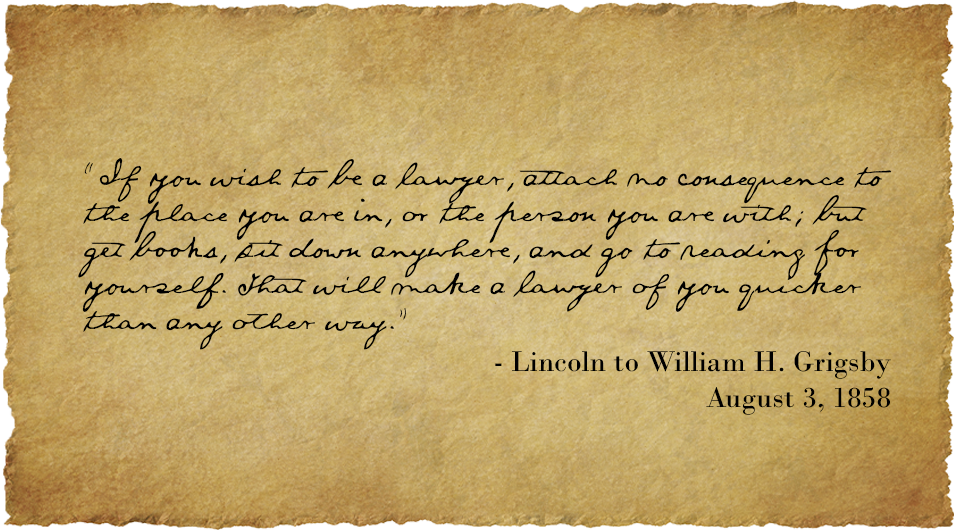 "If you wish to be a lawyer, attach no consequence to
the place you are in, or the person you are with; but
get books, sit down anywhere, and go to reading for
yourself. That will make a lawyer of you quicker
than any other way."
- Lincoln to William H. Grigsby
August 3, 1858